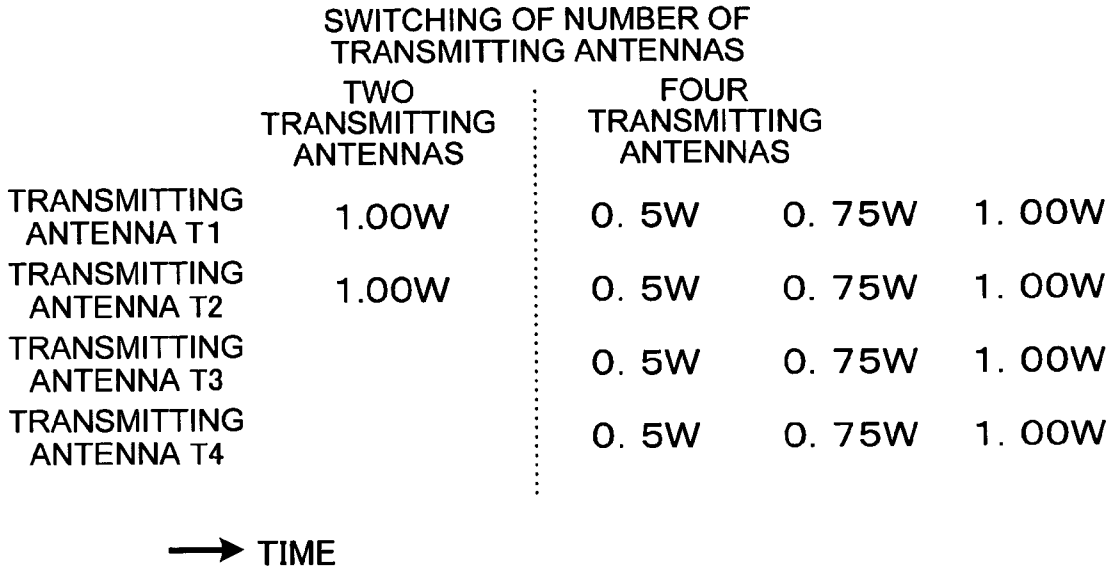 SWITCHING OF NUMBER OF
TRANSMITTING ANTENNAS
TWO
TRANSMITTING
ANTENNAS
FOUR
TRANSMITTING
ANTENNAS
TRANSMITTING
ANTENNA T1
1.00W 0. 5W 0. 75W 1. 00W
TRANSMITTING
ANTENNA T2
1.00W 0. 5W 0. 75W 1. 00W
TRANSMITTING
ANTENNA T3
0. 5W 0. 75W 1. 00W
TRANSMITTING
ANTENNA T4
0. 5W 0. 75W 1. 00W
TIME